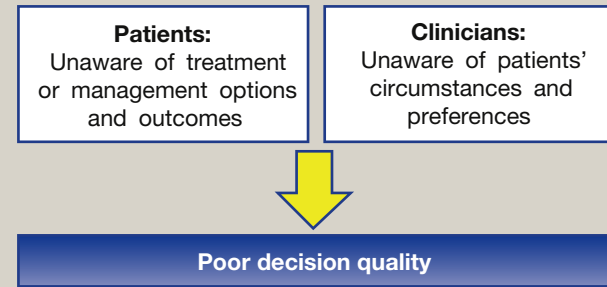 Patients:
Unaware of treatment
or management options
and outcomes
Clinicians:
Unaware of patients’
circumstances and
preferences
Poor decision quality